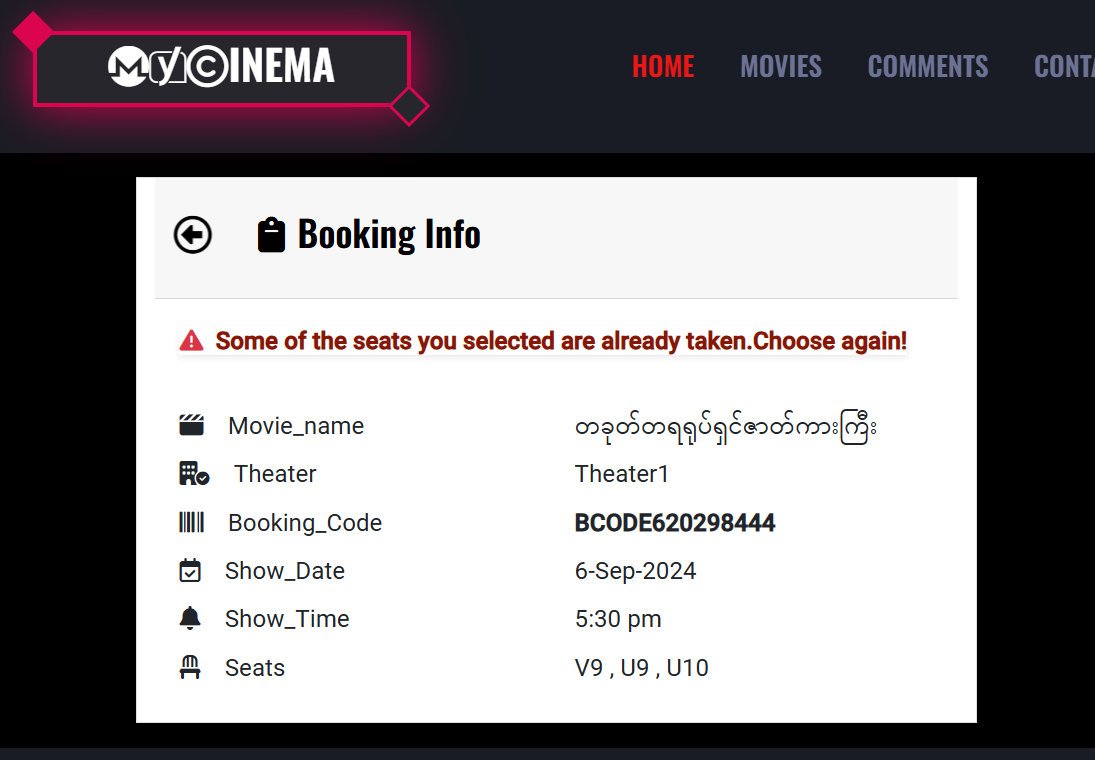 MyCINEMA
HOME MOVIES COMMENTS CONTA
Booking Info
Some of the seats you selected are already taken.Choose again!
Movie_name တခုတ်တရရုပ်ရှင်ဇာတ်ကားကြီး
Theater Theater1
Booking_Code BCODE620298444
Show_Date 6-Sep-2024
Show_Time 5:30 pm
Seats V9 , U9 , U10